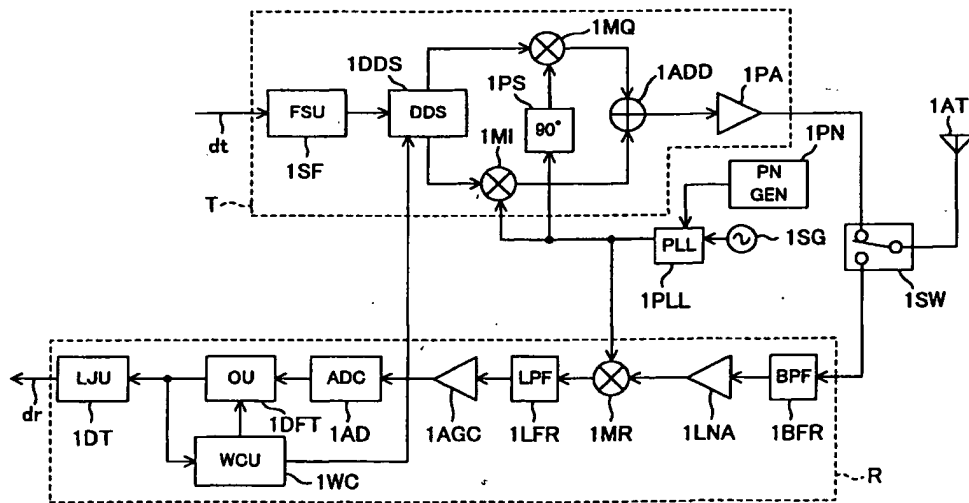 1MQ
1DDS
1PS
1ADD
1PA
1AT
FSU
DDS
1MI
90°
1PN
dt
1SF
PN
GEN
T
PLL
1SG
1PLL
1SW
LJU
OU
ADC
LPF
BPF
dr
1DT
1DFT
1AD
1AGC
1LFR
1MR
1LNA
1BFR
WCU
1WC
R